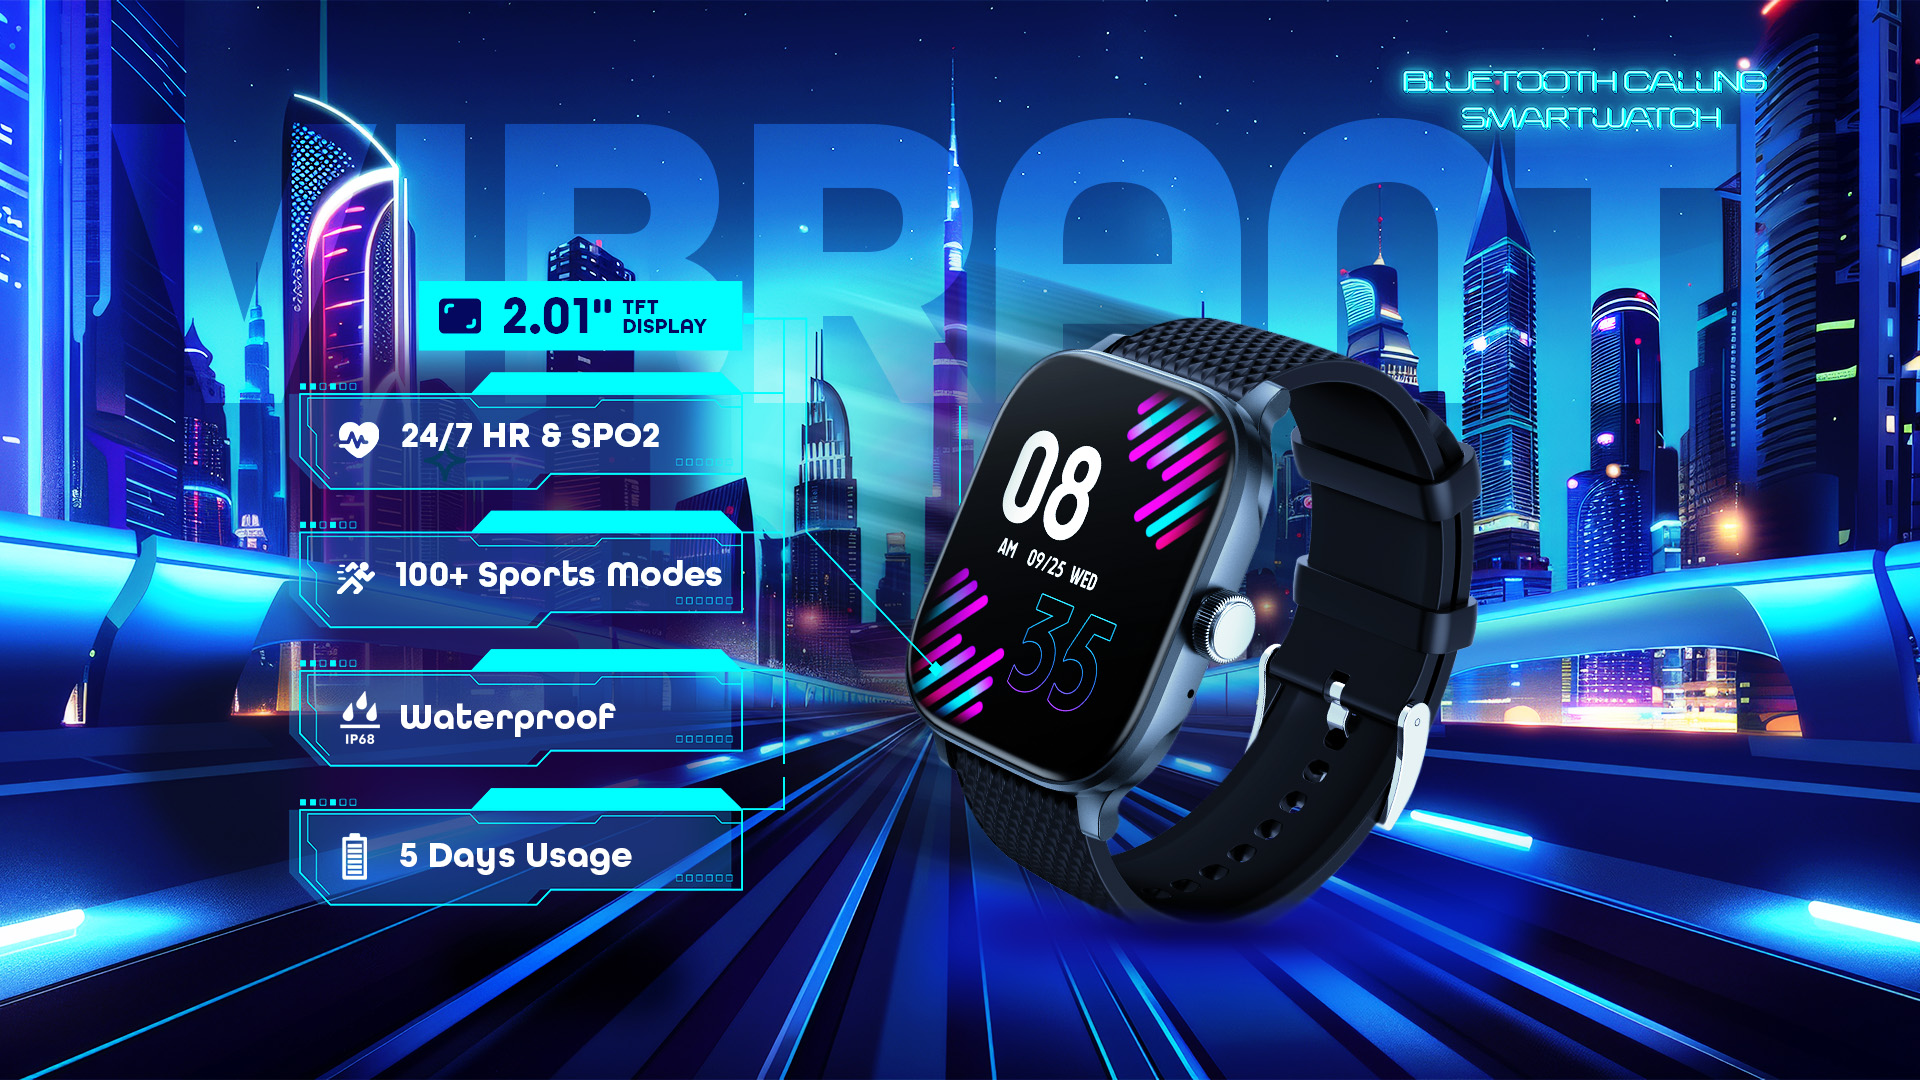 BLUETOOTH CALLING
SMARTWATCH
VIBRANT
2.01" TFT
DISPLAY
24/7 HR & SPO2
100+ Sports Modes
Waterproof
IP68
5 Days Usage
08
AM 09/25 WED
35